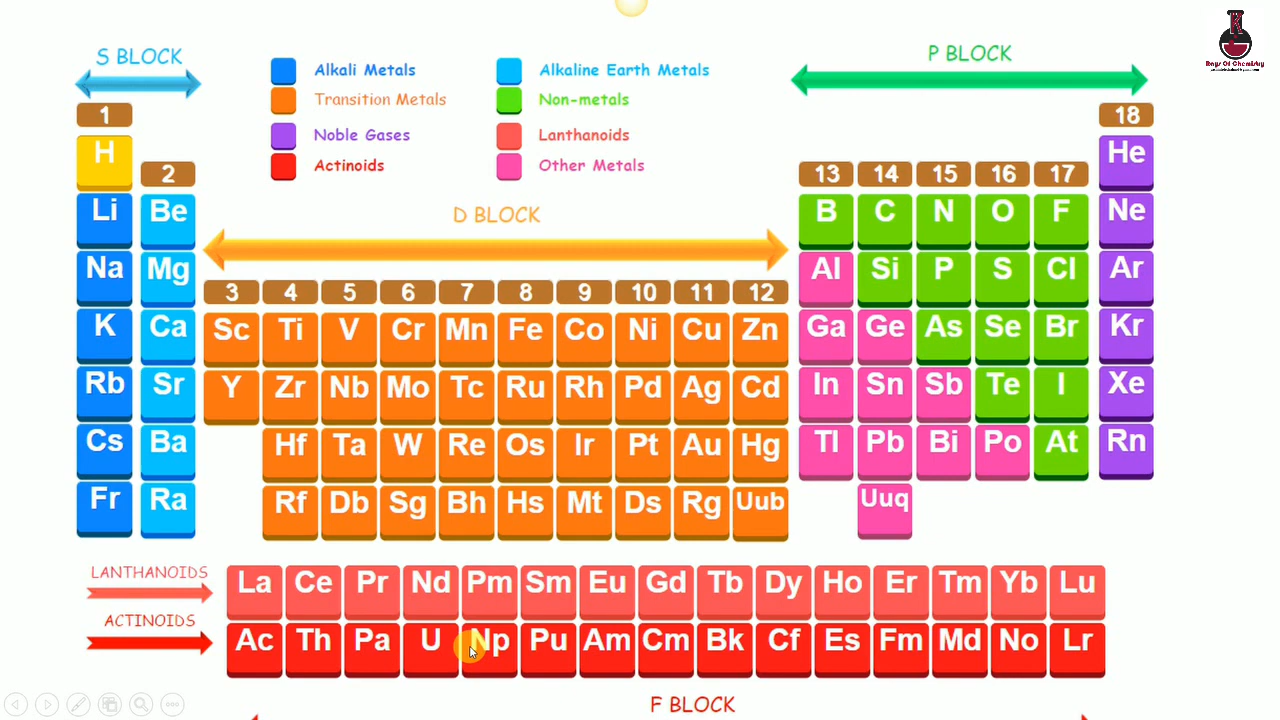 S BLOCK
P BLOCK
Rays Of Chemistry
Alkali Metals
Alkaline Earth Metals
Transition Metals
Non-metals
Noble Gases
Lanthanoids
Actinoids
Other Metals
D BLOCK
1
18
H
He
2
13 14 15 16 17
Li Be B C N O F Ne
Na Mg Al Si P S Cl Ar
3 4 5 6 7 8 9 10 11 12
K Ca Sc Ti V Cr Mn Fe Co Ni Cu Zn Ga Ge As Se Br Kr
Rb Sr Y Zr Nb Mo Tc Ru Rh Pd Ag Cd In Sn Sb Te I Xe
Cs Ba Hf Ta W Re Os Ir Pt Au Hg Tl Pb Bi Po At Rn
Fr Ra Rf Db Sg Bh Hs Mt Ds Rg Uub Uuq
LANTHANOIDS
La Ce Pr Nd Pm Sm Eu Gd Tb Dy Ho Er Tm Yb Lu
ACTINOIDS
Ac Th Pa U Np Pu Am Cm Bk Cf Es Fm Md No Lr
F BLOCK